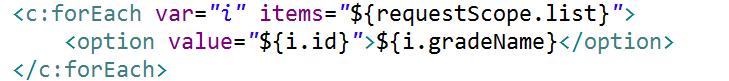 <c:forEach var="i" items="${requestScope.list}">
<option value="${i.id}">${i.gradeName}</option>
</c:forEach>